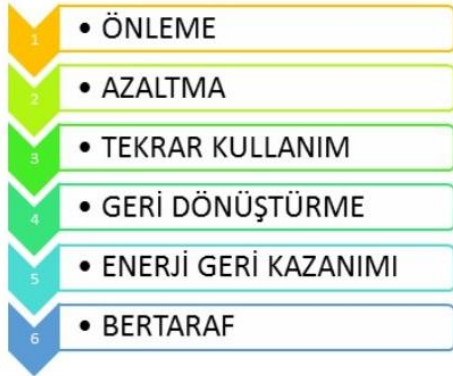 1 • ÖNLEME
2 • AZALTMA
3 • TEKRAR KULLANIM
4 • GERİ DÖNÜŞTÜRME
5 • ENERJİ GERİ KAZANIMI
6 • BERTARAF